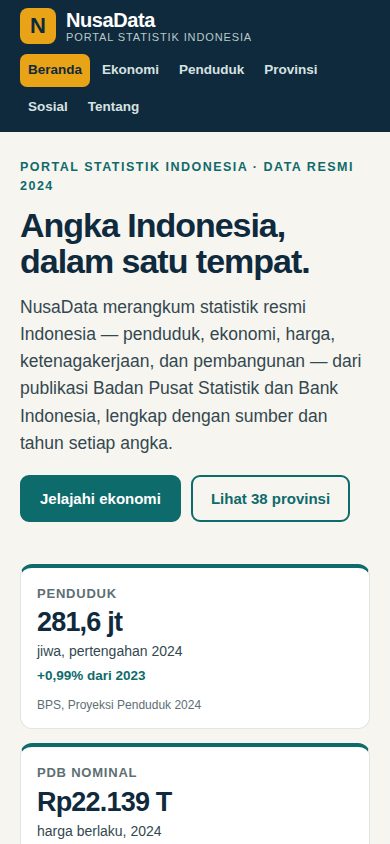 N
NusaData
PORTAL STATISTIK INDONESIA
Beranda Ekonomi Penduduk Provinsi
Sosial Tentang
PORTAL STATISTIK INDONESIA · DATA RESMI
2024
Angka Indonesia,
dalam satu tempat.
NusaData merangkum statistik resmi
Indonesia — penduduk, ekonomi, harga,
ketenagakerjaan, dan pembangunan — dari
publikasi Badan Pusat Statistik dan Bank
Indonesia, lengkap dengan sumber dan
tahun setiap angka.
Jelajahi ekonomi Lihat 38 provinsi
PENDUDUK
281,6 jt
jiwa, pertengahan 2024
+0,99% dari 2023
BPS, Proyeksi Penduduk 2024
PDB NOMINAL
Rp22.139 T
harga berlaku, 2024